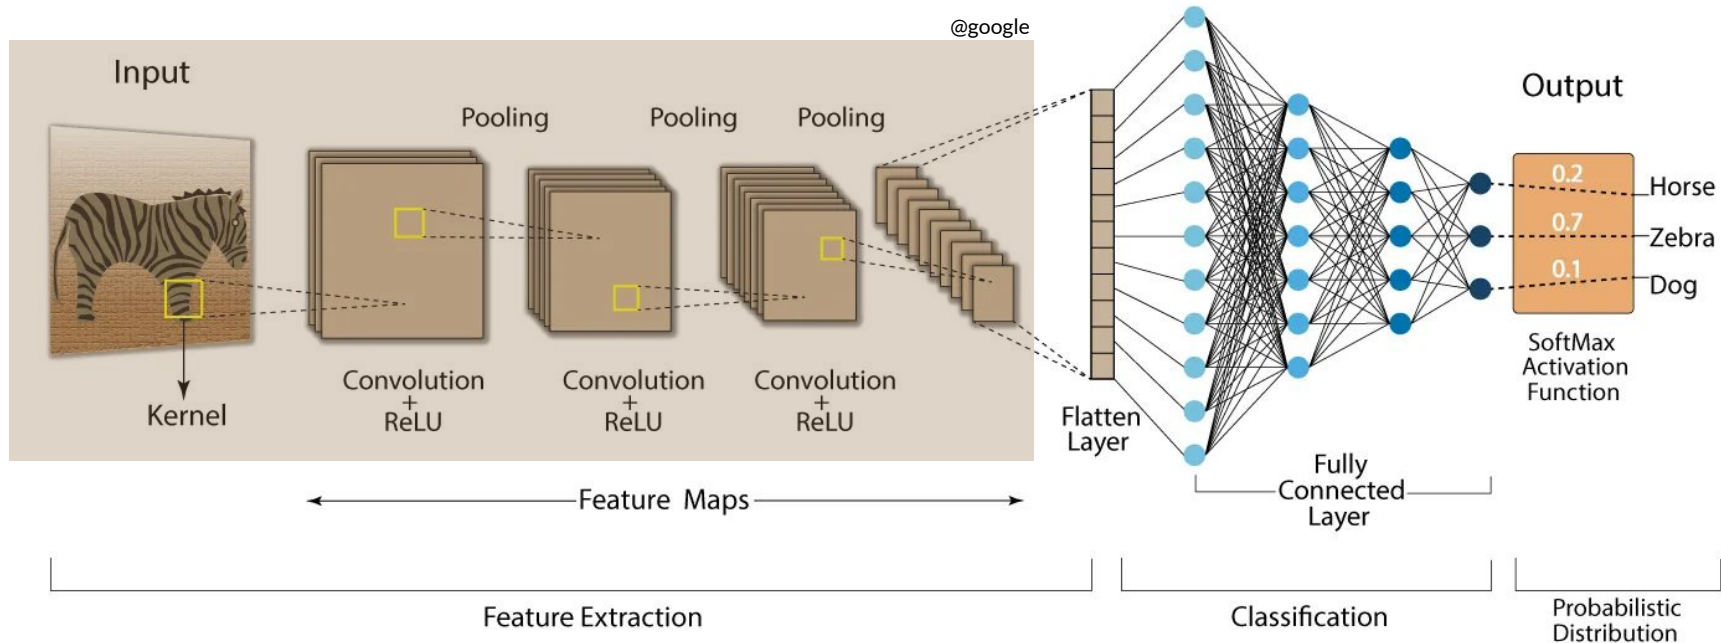 @google
Input
Pooling
Pooling
Pooling
Output
0.2
Horse
0.7
Zebra
0.1
Dog
Kernel
Convolution
+
ReLU
Convolution
+
ReLU
Convolution
+
ReLU
Flatten
Layer
SoftMax
Activation
Function
Fully
Connected
Layer
Feature Maps
Feature Extraction
Classification
Probabilistic
Distribution